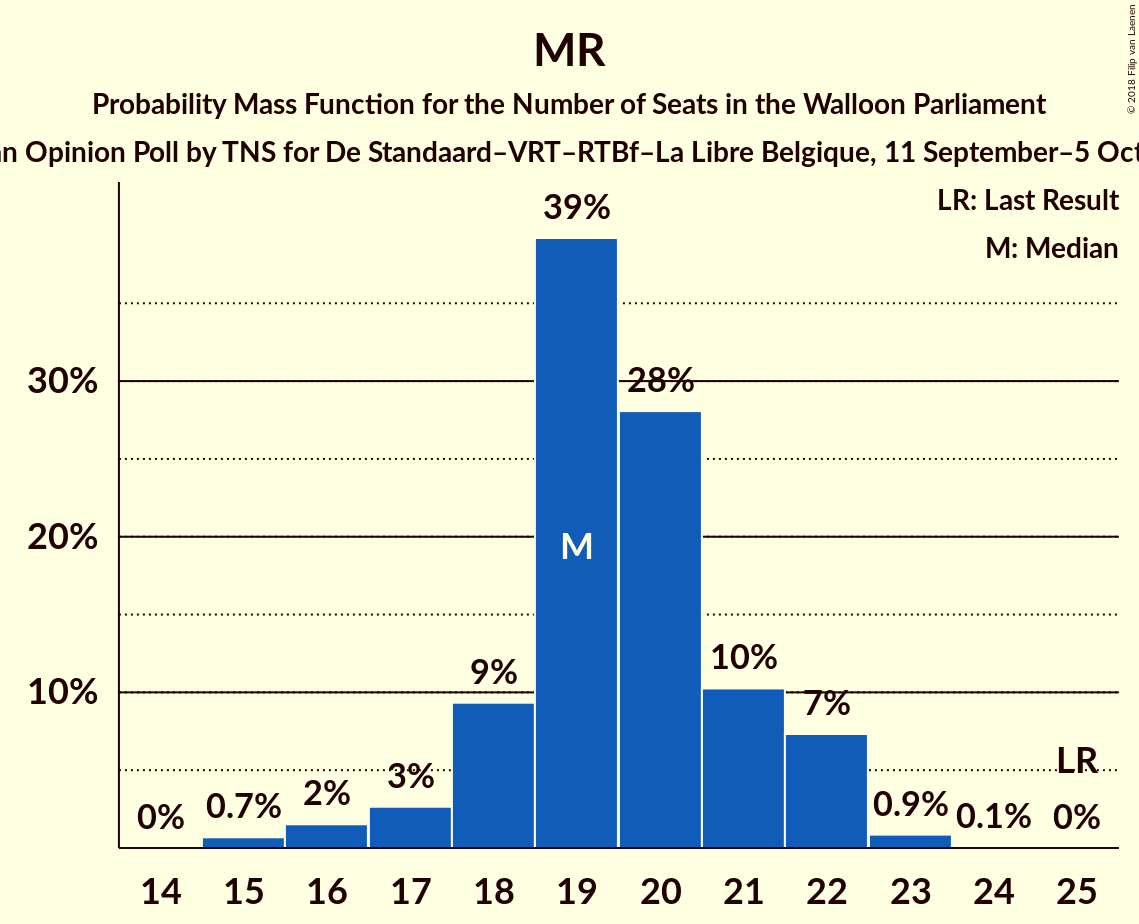 MR
Probability Mass Function for the Number of Seats in the Walloon Parliament
Opinion Poll by TNS for De Standaard–VRT–RTBf–La Libre Belgique, 11 September–5 Oct
© 2018 Filip van Laenen
LR: Last Result
M: Median
39%
30%
28%
20%
M
10%
10%
9%
7%
LR
3%
2%
0.7%
0%
0.9%
0.1%
0%
14 15 16 17 18 19 20 21 22 23 24 25